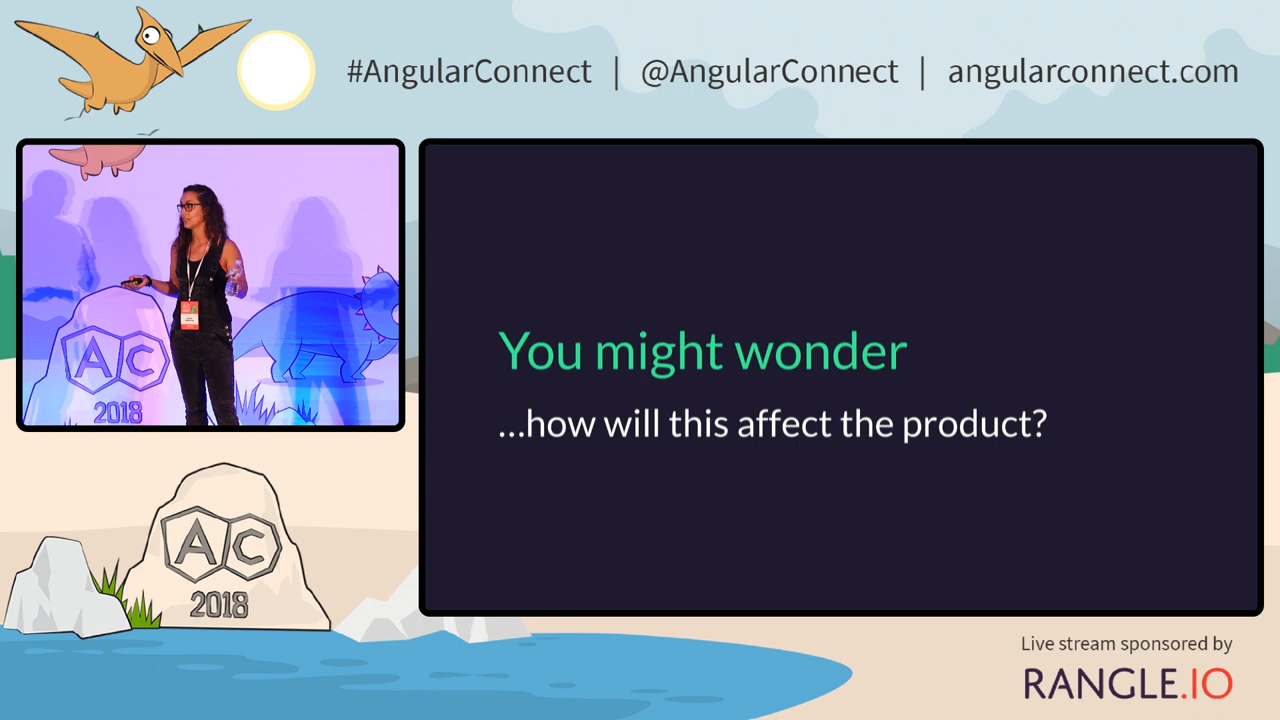 #AngularConnect | @AngularConnect | angularconnect.com
AC
2018
You might wonder
...how will this affect the product?
AC
2018
Live stream sponsored by
RANGLE.IO